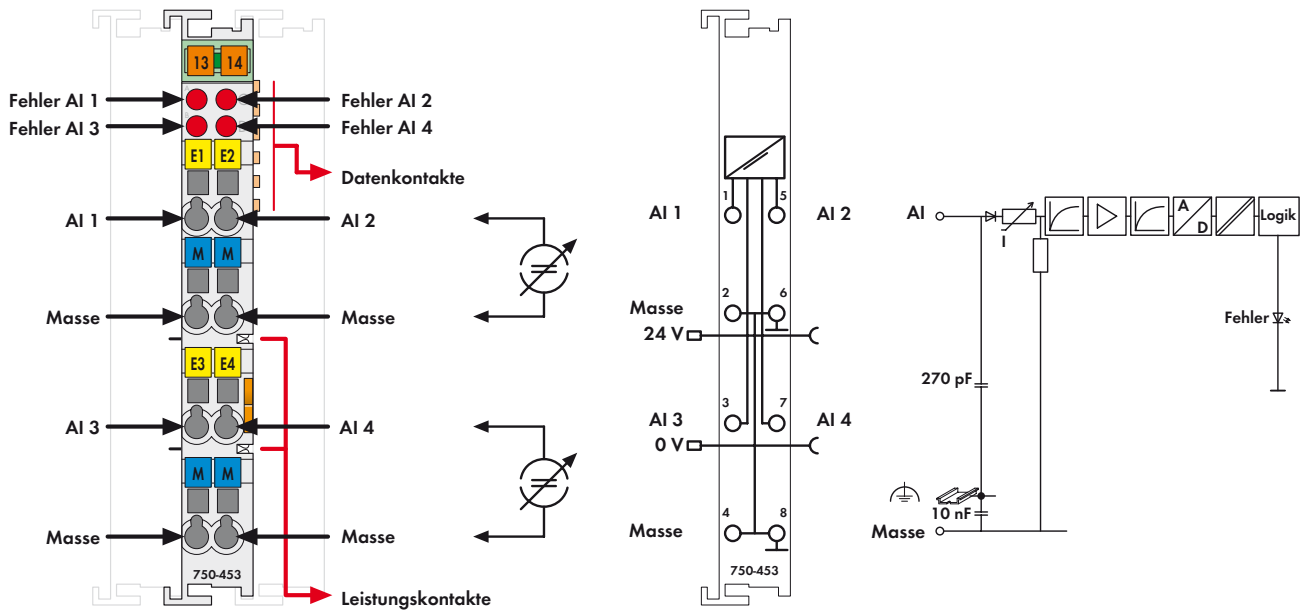 13 14
Fehler AI 1
Fehler AI 2
Fehler AI 3
Fehler AI 4
E1 E2
Datenkontakte
AI 1
AI 2
M M
Masse
Masse
E3 E4
AI 3
AI 4
M M
Masse
Masse
750-453
Leistungskontakte
1
5
AI 1
AI 2
2
6
Masse
24 V
3
7
AI 3
AI 4
0 V
4
8
Masse
750-453
AI
I
A
D
Logik
Fehler
270 pF
10 nF
Masse